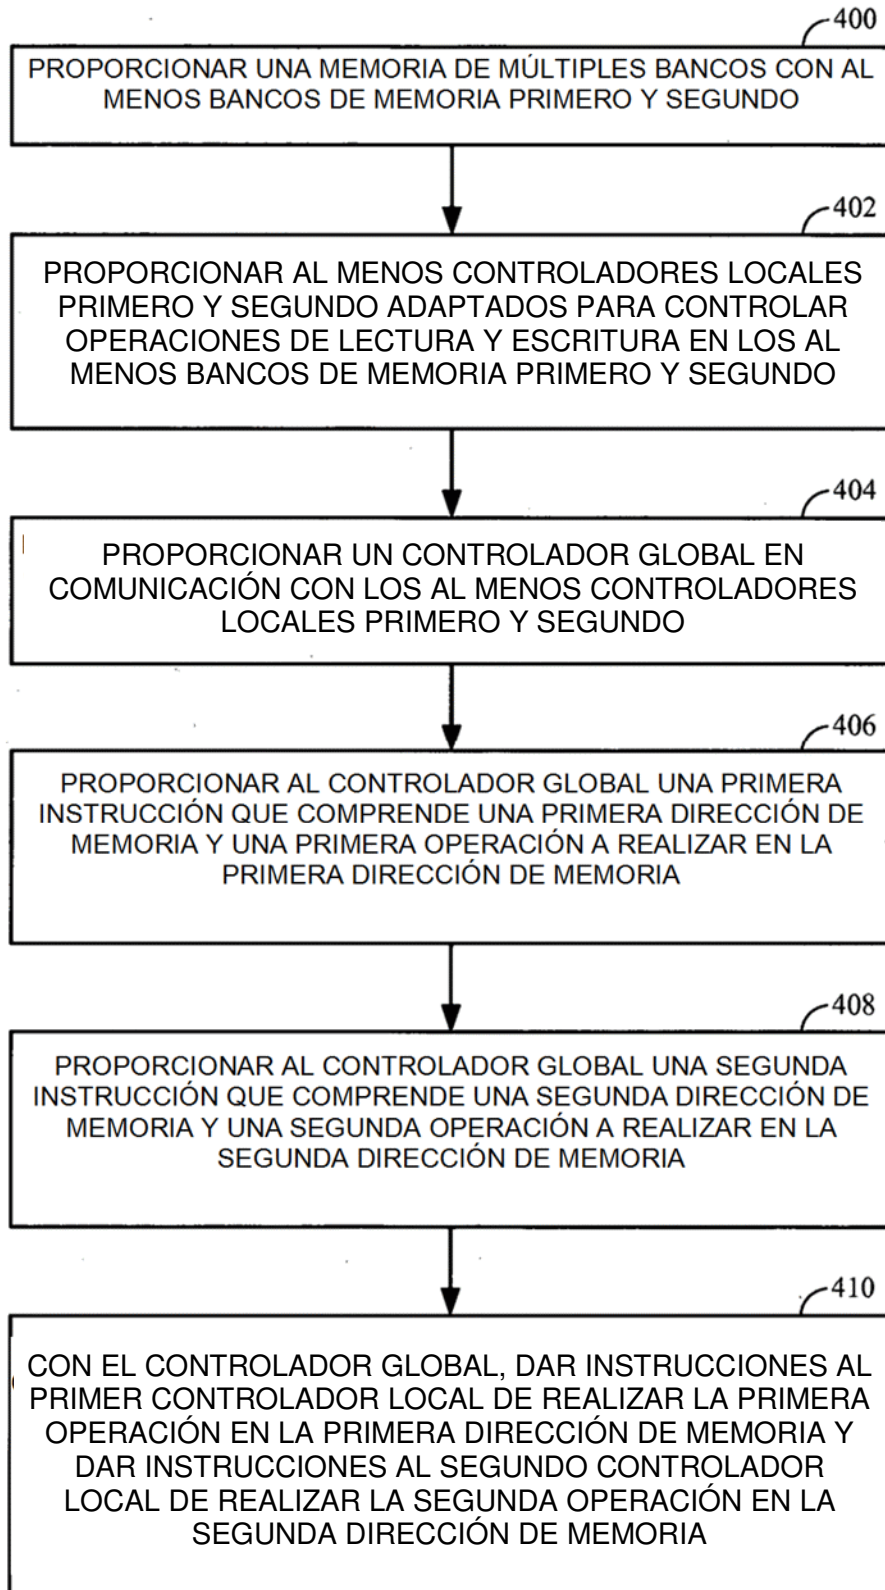 400
PROPORCIONAR UNA MEMORIA DE MÚLTIPLES BANCOS CON AL
MENOS BANCOS DE MEMORIA PRIMERO Y SEGUNDO
402
PROPORCIONAR AL MENOS CONTROLADORES LOCALES
PRIMERO Y SEGUNDO ADAPTADOS PARA CONTROLAR
OPERACIONES DE LECTURA Y ESCRITURA EN LOS AL
MENOS BANCOS DE MEMORIA PRIMERO Y SEGUNDO
404
PROPORCIONAR UN CONTROLADOR GLOBAL EN
COMUNICACIÓN CON LOS AL MENOS CONTROLADORES
LOCALES PRIMERO Y SEGUNDO
406
PROPORCIONAR AL CONTROLADOR GLOBAL UNA PRIMERA
INSTRUCCIÓN QUE COMPRENDE UNA PRIMERA DIRECCIÓN DE
MEMORIA Y UNA PRIMERA OPERACIÓN A REALIZAR EN LA
PRIMERA DIRECCIÓN DE MEMORIA
408
PROPORCIONAR AL CONTROLADOR GLOBAL UNA SEGUNDA
INSTRUCCIÓN QUE COMPRENDE UNA SEGUNDA DIRECCIÓN DE
MEMORIA Y UNA SEGUNDA OPERACIÓN A REALIZAR EN LA
SEGUNDA DIRECCIÓN DE MEMORIA
410
CON EL CONTROLADOR GLOBAL, DAR INSTRUCCIONES AL
PRIMER CONTROLADOR LOCAL DE REALIZAR LA PRIMERA
OPERACIÓN EN LA PRIMERA DIRECCIÓN DE MEMORIA Y
DAR INSTRUCCIONES AL SEGUNDO CONTROLADOR
LOCAL DE REALIZAR LA SEGUNDA OPERACIÓN EN LA
SEGUNDA DIRECCIÓN DE MEMORIA